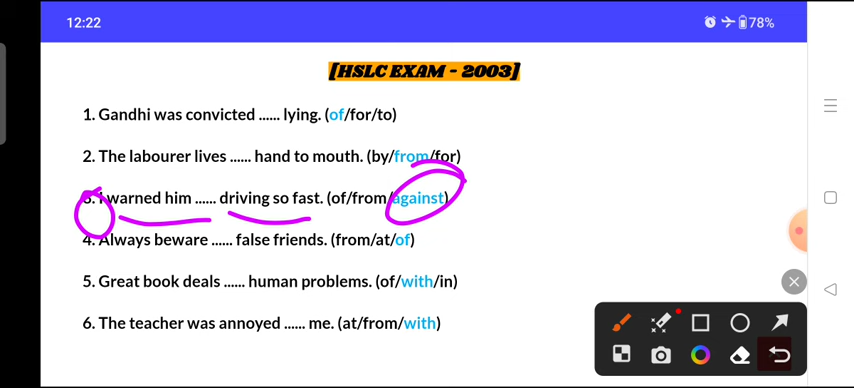 12:22
78%
[HSLC EXAM - 2003]
1. Gandhi was convicted ...... lying. (of/for/to)
2. The labourer lives ...... hand to mouth. (by/from/for)
3. I warned him ...... driving so fast. (of/from/against)
4. Always beware ...... false friends. (from/at/of)
5. Great book deals ...... human problems. (of/with/in)
6. The teacher was annoyed ...... me. (at/from/with)